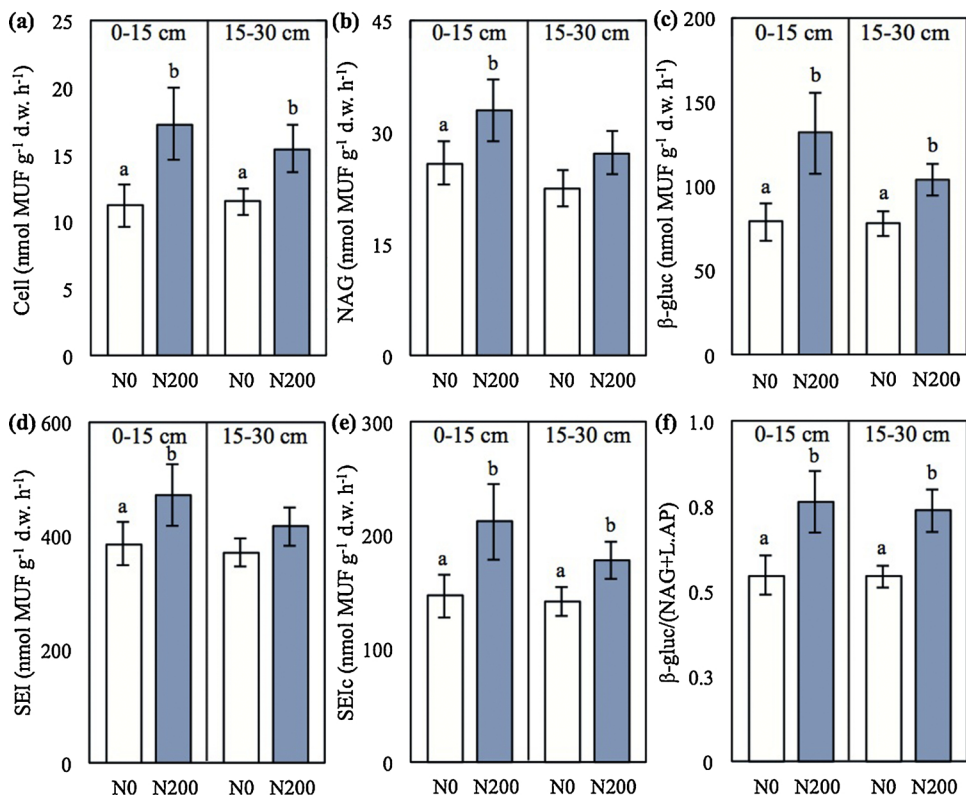 (a)
25
20
15
10
5
0
Cell (nmol MUF g⁻¹ d.w. h⁻¹)
0-15 cm
15-30 cm
a
b
a
b
N0 N200 N0 N200
(b)
45
30
15
0
NAG (nmol MUF g⁻¹ d.w. h⁻¹)
0-15 cm
15-30 cm
a
b
N0 N200 N0 N200
(c)
200
150
100
50
0
β-gluc (nmol MUF g⁻¹ d.w. h⁻¹)
0-15 cm
15-30 cm
a
b
a
b
N0 N200 N0 N200
(d)
600
400
200
0
SEI (nmol MUF g⁻¹ d.w. h⁻¹)
0-15 cm
15-30 cm
a
b
N0 N200 N0 N200
(e)
300
200
100
0
SEIc (nmol MUF g⁻¹ d.w. h⁻¹)
0-15 cm
15-30 cm
a
b
a
b
N0 N200 N0 N200
(f)
1.0
0.8
0.5
0.3
0
β-gluc/(NAG+L.AP)
0-15 cm
15-30 cm
a
b
a
b
N0 N200 N0 N200